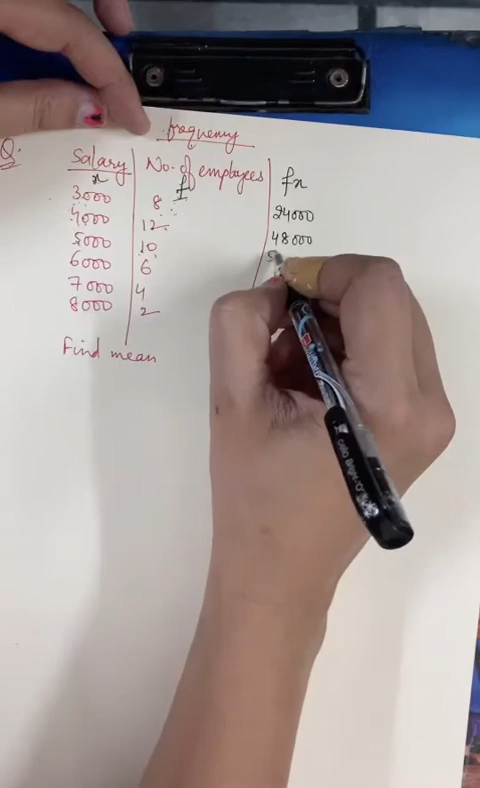 frequency
Q. Salary No. of employees fx
x f
3000 8 24000
4000 12 48000
5000 10 5
6000 6
7000 4
8000 2
Find mean